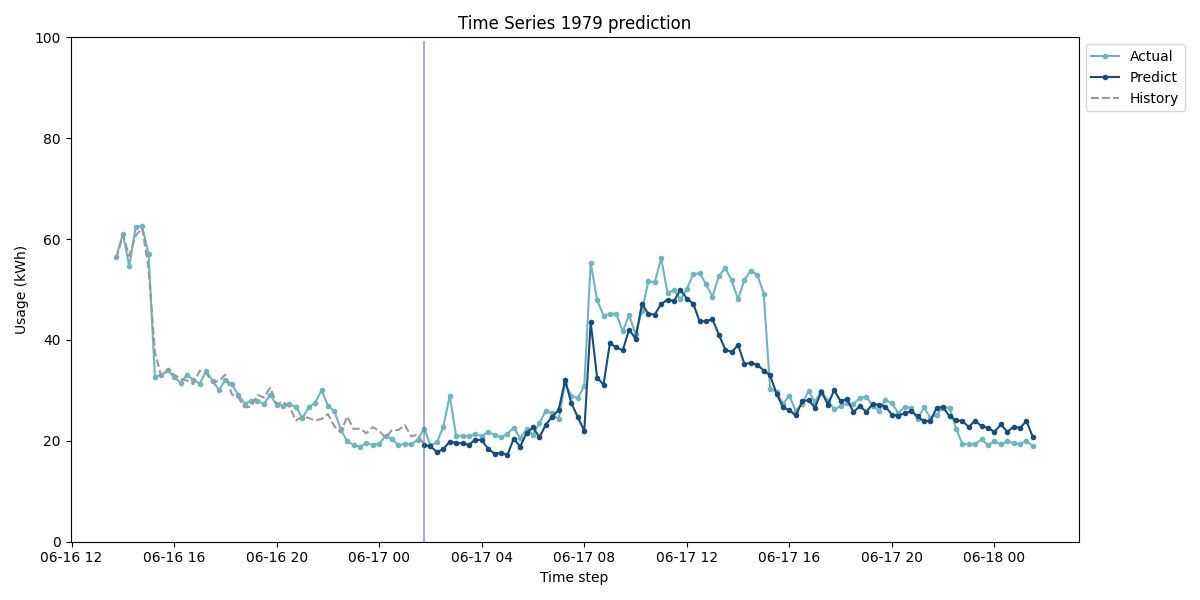 Time Series 1979 prediction
100
80
60
40
20
0
Usage (kWh)
06-16 12
06-16 16
06-16 20
06-17 00
06-17 04
06-17 08
06-17 12
06-17 16
06-17 20
06-18 00
Time step
Actual
Predict
History